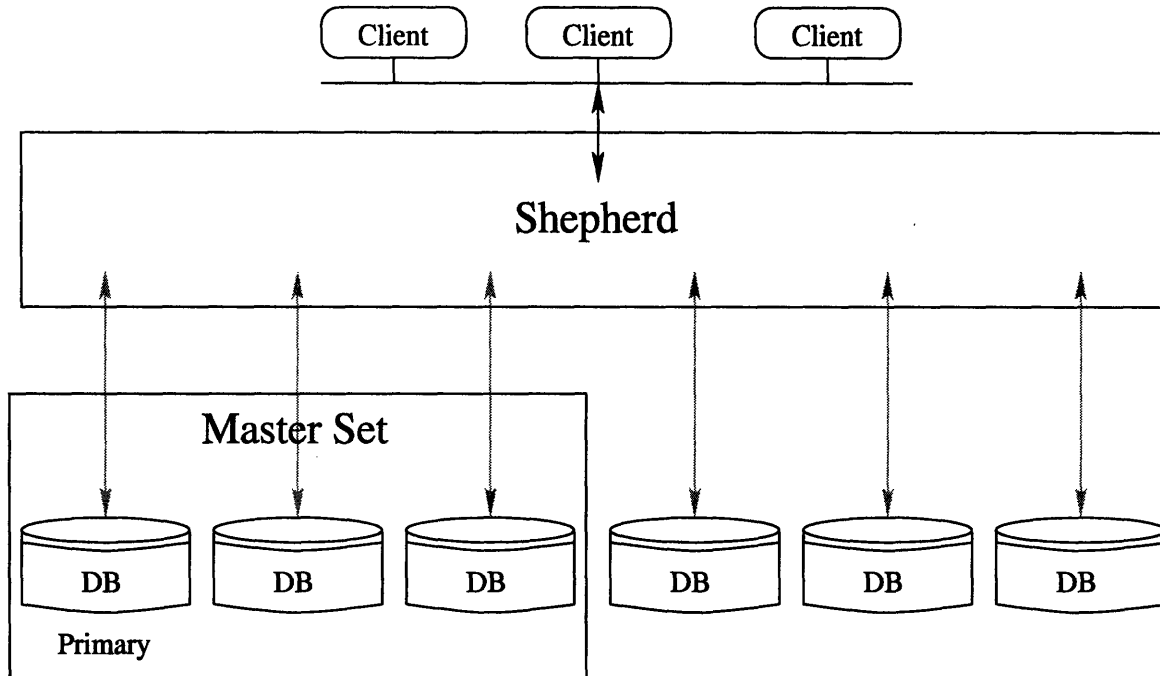 Client Client Client
Shepherd
Master Set
DB DB DB DB DB DB
Primary